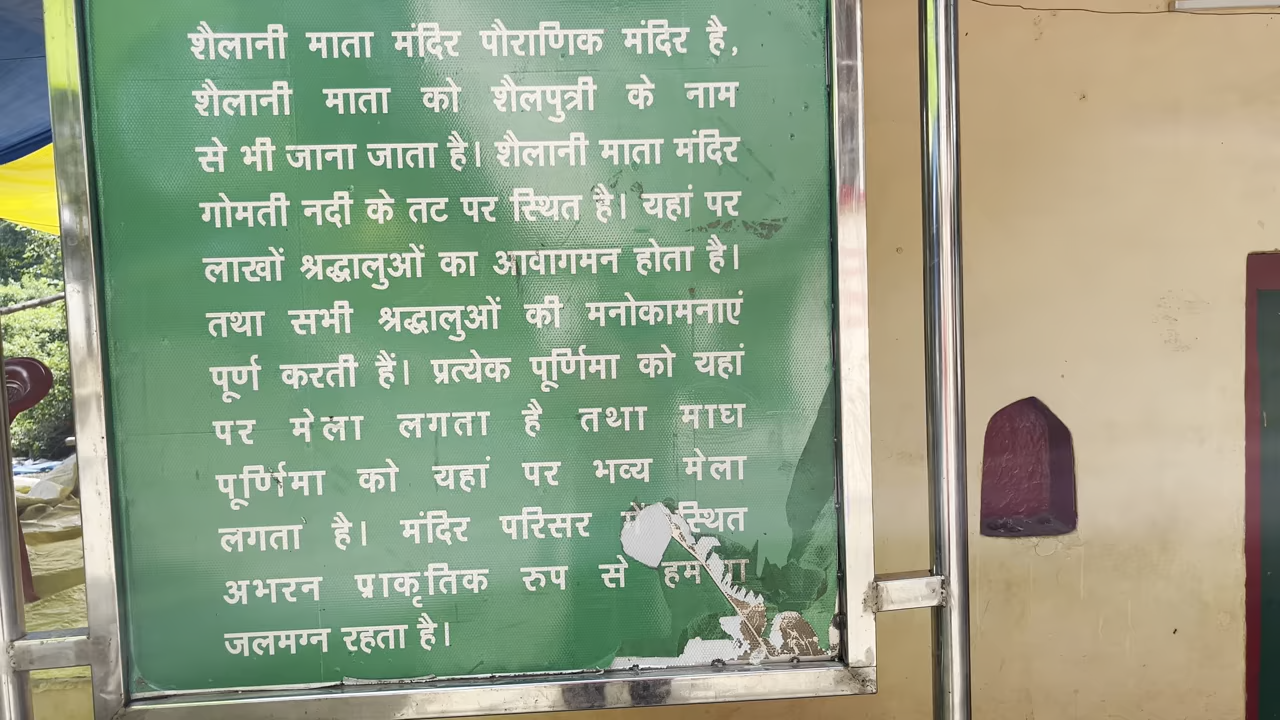 शैलानी माता मंदिर पौराणिक मंदिर है,
शैलानी माता को शैलपुत्री के नाम
से भी जाना जाता है। शैलानी माता मंदिर
गोमती नदी के तट पर स्थित है। यहां पर
लाखों श्रद्धालुओं का आवागमन होता है।
तथा सभी श्रद्धालुओं की मनोकामनाएं
पूर्ण करती हैं। प्रत्येक पूर्णिमा को यहां
पर मेला लगता है तथा माघ
पूर्णिमा को यहां पर भव्य मेला
लगता है। मंदिर परिसर स्थित
अभरन प्राकृतिक रुप से
जलमग्न रहता है।